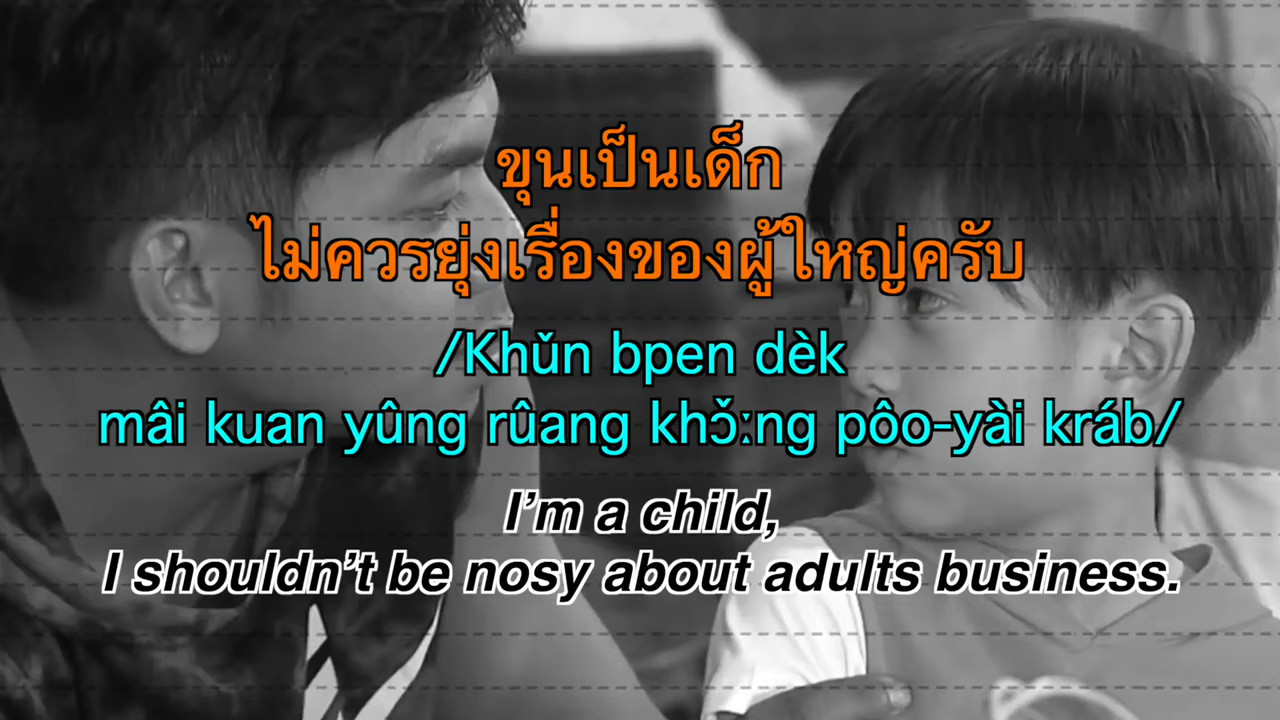 ขุนเป็นเด็ก
ไม่ควรยุ่งเรื่องของผู้ใหญ่ครับ
/Khǔn bpen dèk
mâi kuan yûng rûang khɔ̌ːng pôo-yài kráb/
I'm a child,
I shouldn't be nosy about adults business.